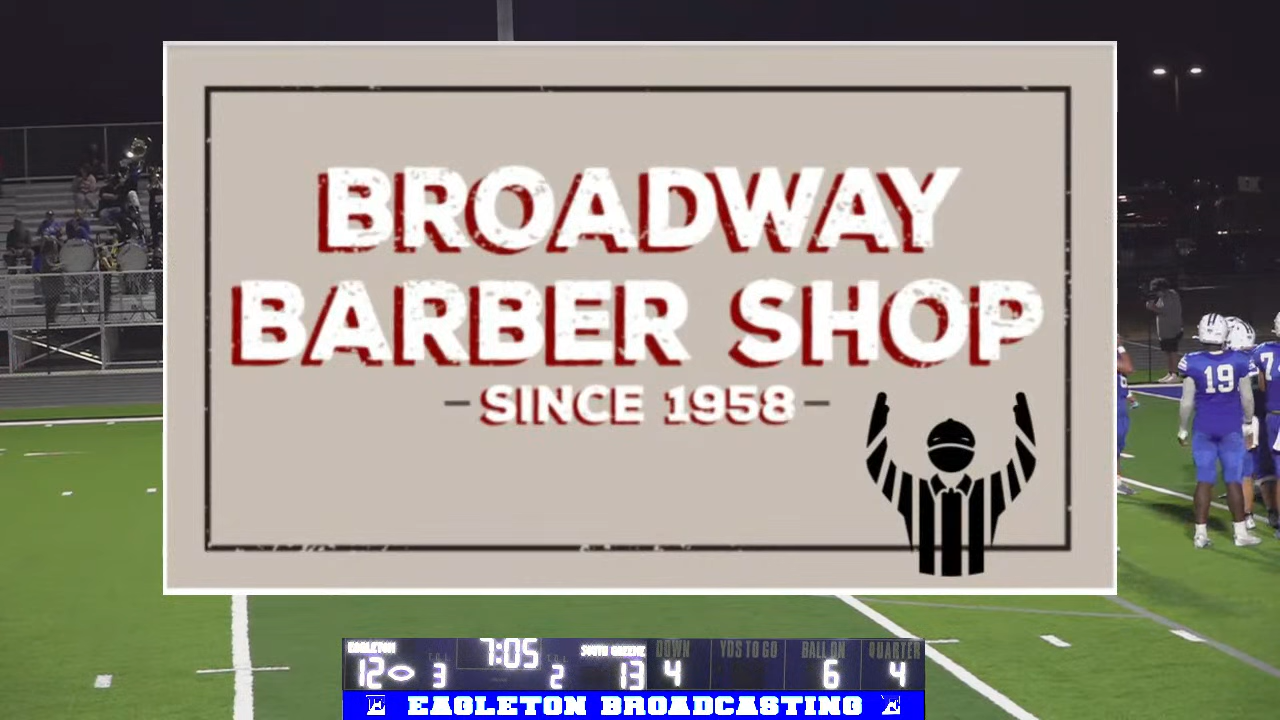 BROADWAY
BARBER SHOP
SINCE 1958
19
7
EAGLETON 7:05 SOUTH GREENE DOWN YDS TO GO BALL ON QUARTER
12 3 2 13 4 6 4
EAGLETON BROADCASTING